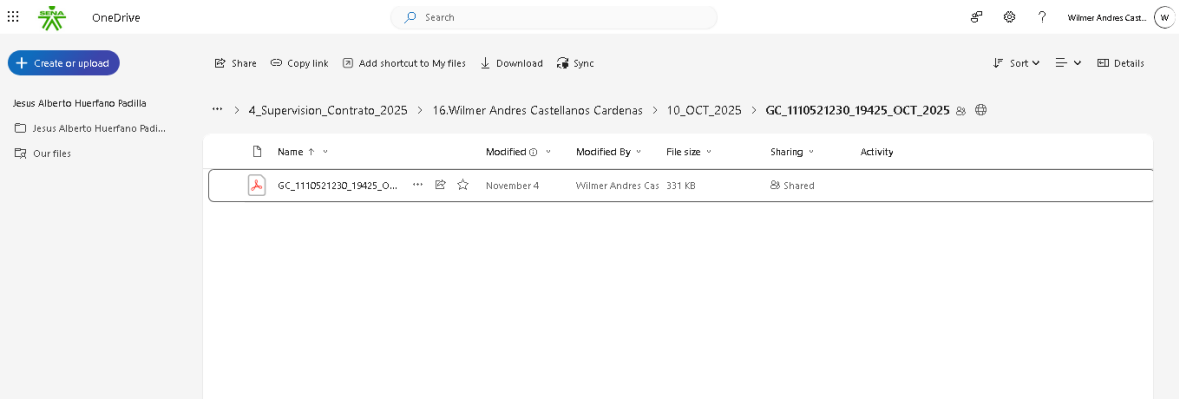 SENA
OneDrive
Search
Wilmer Andres Cast...
W
Create or upload
Share
Copy link
Add shortcut to My files
Download
Sync
Sort
Details
Jesus Alberto Huerfano Padilla
Jesus Alberto Huerfano Padi...
Our files
... > 4_Supervision_Contrato_2025 > 16.Wilmer Andres Castellanos Cardenas > 10_OCT_2025 > GC_1110521230_19425_OCT_2025
Name Modified Modified By File size Sharing Activity
GC_1110521230_19425_O... November 4 Wilmer Andres Cas 331 KB Shared